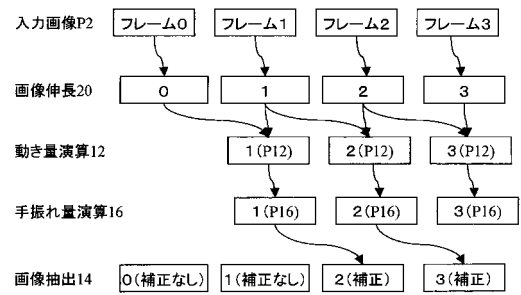 入力画像P2 フレーム0 フレーム1 フレーム2 フレーム3
画像伸長20 0 1 2 3
動き量演算12 1(P12) 2(P12) 3(P12)
手振れ量演算16 1(P16) 2(P16) 3(P16)
画像抽出14 0(補正なし) 1(補正なし) 2(補正) 3(補正)